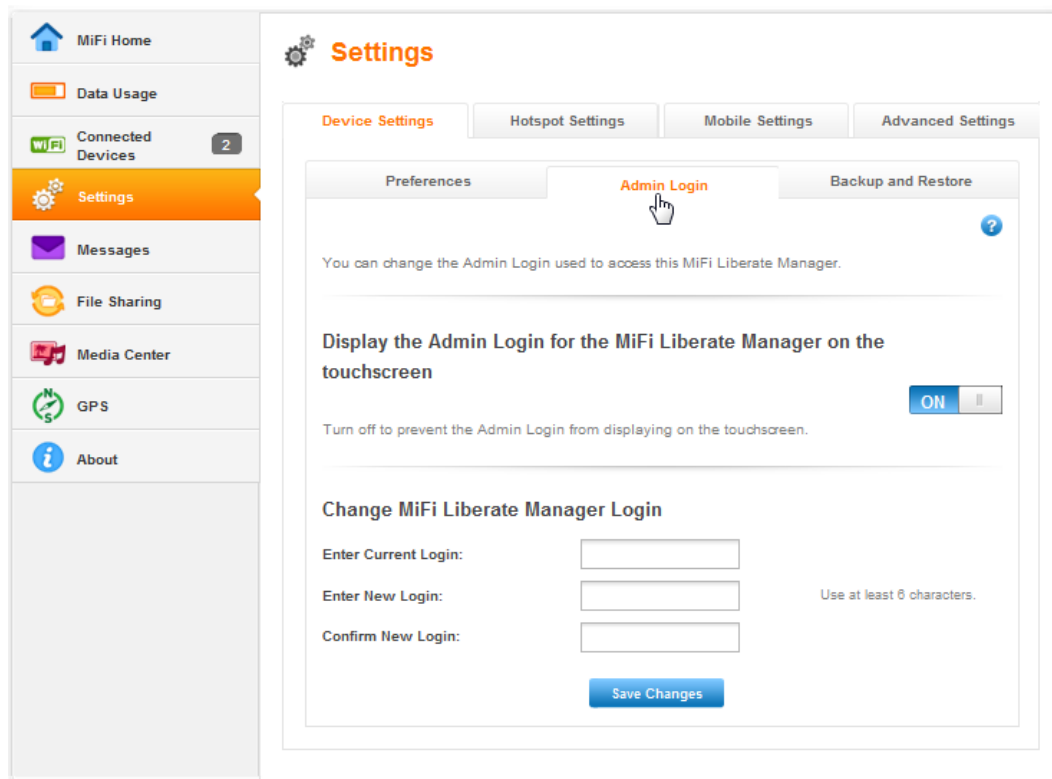 MiFi Home
Data Usage
Connected
Devices
2
Settings
Messages
File Sharing
Media Center
N
S
GPS
i
About
WiFi
Settings
Device Settings
Hotspot Settings
Mobile Settings
Advanced Settings
Preferences
Admin Login
Backup and Restore
?
You can change the Admin Login used to access this MiFi Liberate Manager.
Display the Admin Login for the MiFi Liberate Manager on the
touchscreen
ON
Turn off to prevent the Admin Login from displaying on the touchscreen.
Change MiFi Liberate Manager Login
Enter Current Login:
Enter New Login:
Use at least 6 characters.
Confirm New Login:
Save Changes